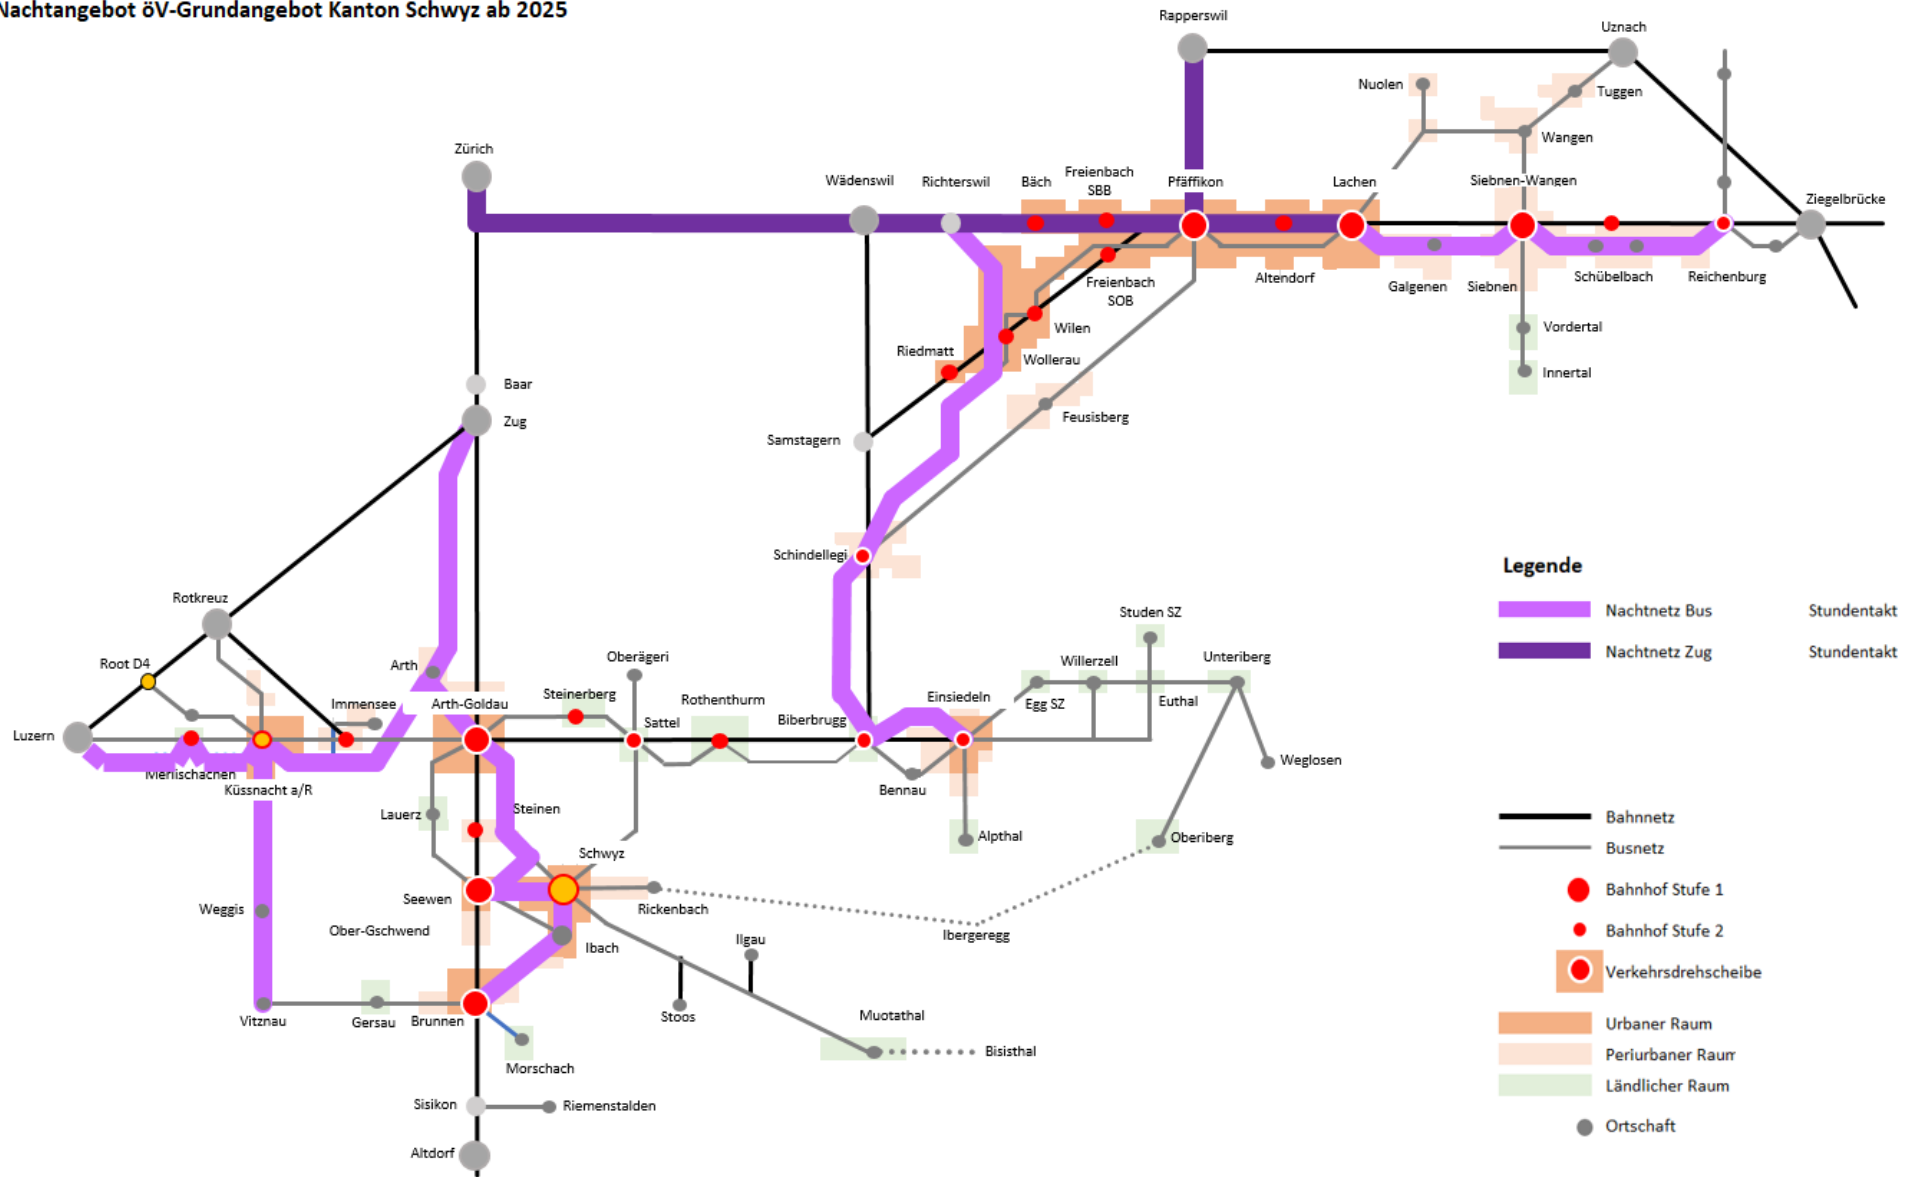 Nachtangebot öV-Grundangebot Kanton Schwyz ab 2025
Rapperswil
Uznach
Nuolen
Tuggen
Wangen
Zürich
Wädenswil
Richterswil
Bäch
Freienbach
SBB
Pfäffikon
Lachen
Siebnen-Wangen
Ziegelbrücke
Freienbach
SOB
Altendorf
Galgenen
Siebnen
Schübelbach
Reichenburg
Wilen
Vordertal
Riedmatt
Wollerau
Innertal
Baar
Zug
Feusisberg
Samstagern
Schindellegi
Legende
Nachtnetz Bus
Stundentakt
Nachtnetz Zug
Stundentakt
Rotkreuz
Studen SZ
Root D4
Arth
Oberägeri
Willerzell
Unteriberg
Immensee
Arth-Goldau
Steinerberg
Rothenthurm
Einsiedeln
Egg SZ
Euthal
Luzern
Sattel
Biberbrugg
Merlischachen
Küssnacht a/R
Bennau
Weglosen
Lauerz
Steinen
Alpthal
Oberiberg
Bahnnetz
Busnetz
Schwyz
Seewen
Bahnhof Stufe 1
Weggis
Rickenbach
Ober-Gschwend
Ilgau
Ibergeregg
Bahnhof Stufe 2
Ibach
Verkehrsdrehscheibe
Vitznau
Gersau
Brunnen
Stoos
Muotathal
Urbaner Raum
Bisisthal
Periurbaner Raum
Morschach
Ländlicher Raum
Sisikon
Riemenstalden
Ortschaft
Altdorf